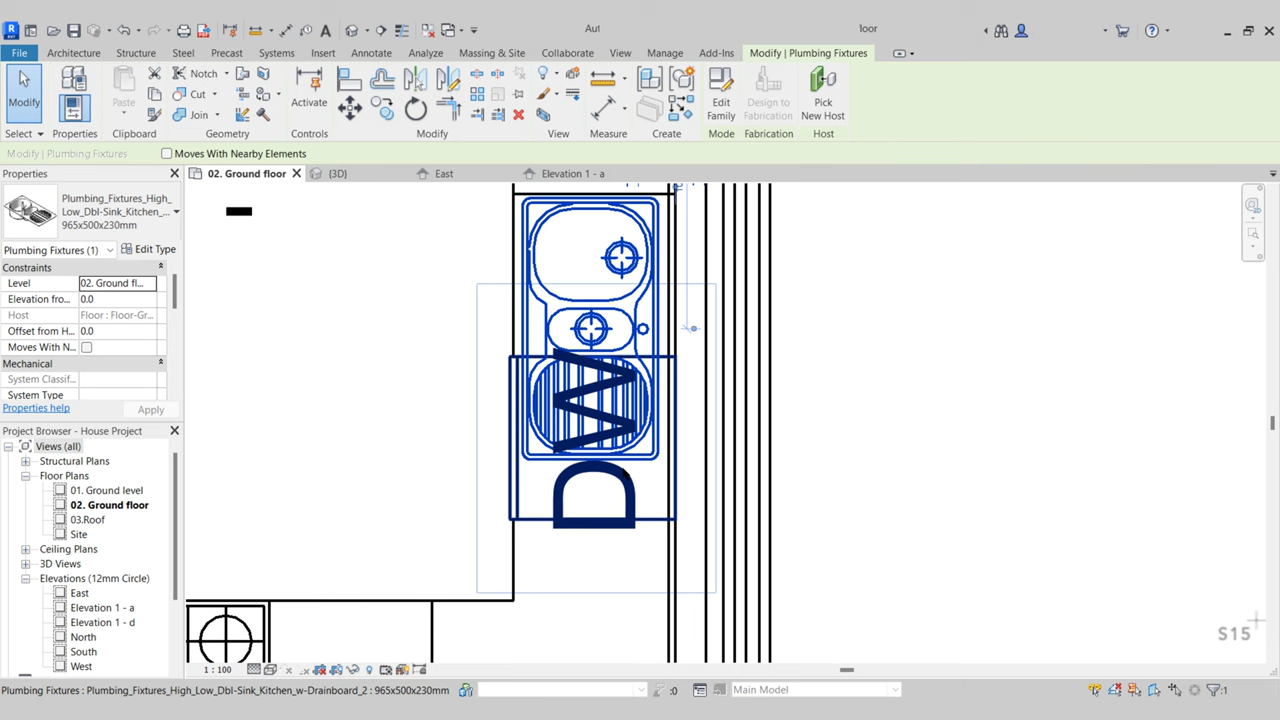 Aut loor
File Architecture Structure Steel Precast Systems Insert Annotate Analyze Massing & Site Collaborate View Manage Add-Ins Modify | Plumbing Fixtures
Modify Paste Notch Cut Join Activate Edit Family Design to Fabrication Pick New Host
Select Properties Clipboard Geometry Controls Modify View Measure Create Mode Fabrication Host
Modify | Plumbing Fixtures Moves With Nearby Elements
Properties
02. Ground floor {3D} East Elevation 1 - a
Plumbing_Fixtures_High_
Low_Dbl-Sink_Kitchen_...
965x500x230mm
Plumbing Fixtures (1) Edit Type
Constraints
Level 02. Ground fl...
Elevation fro... 0.0
Host Floor : Floor-Gr...
Offset from H... 0.0
Moves With N...
Mechanical
System Classif...
System Type
Properties help Apply
Project Browser - House Project
Views (all)
Structural Plans
Floor Plans
01. Ground level
02. Ground floor
03.Roof
Site
Ceiling Plans
3D Views
Elevations (12mm Circle)
East
Elevation 1 - a
Elevation 1 - d
North
South
West
DW
S15
1 : 100
Plumbing Fixtures : Plumbing_Fixtures_High_Low_Dbl-Sink_Kitchen_w-Drainboard_2 : 965x500x230mm :0 Main Model :1